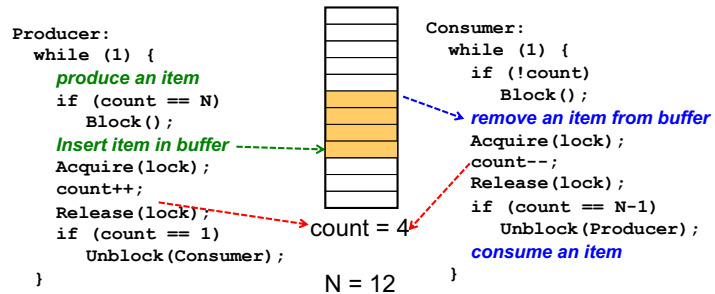 Producer:
while (1) {
produce an item
if (count == N)
Block();
Insert item in buffer
Acquire(lock);
count++;
Release(lock);
if (count == 1)
Unblock(Consumer);
}
count = 4
N = 12
Consumer:
while (1) {
if (!count)
Block();
remove an item from buffer
Acquire(lock);
count--;
Release(lock);
if (count == N-1)
Unblock(Producer);
consume an item
}